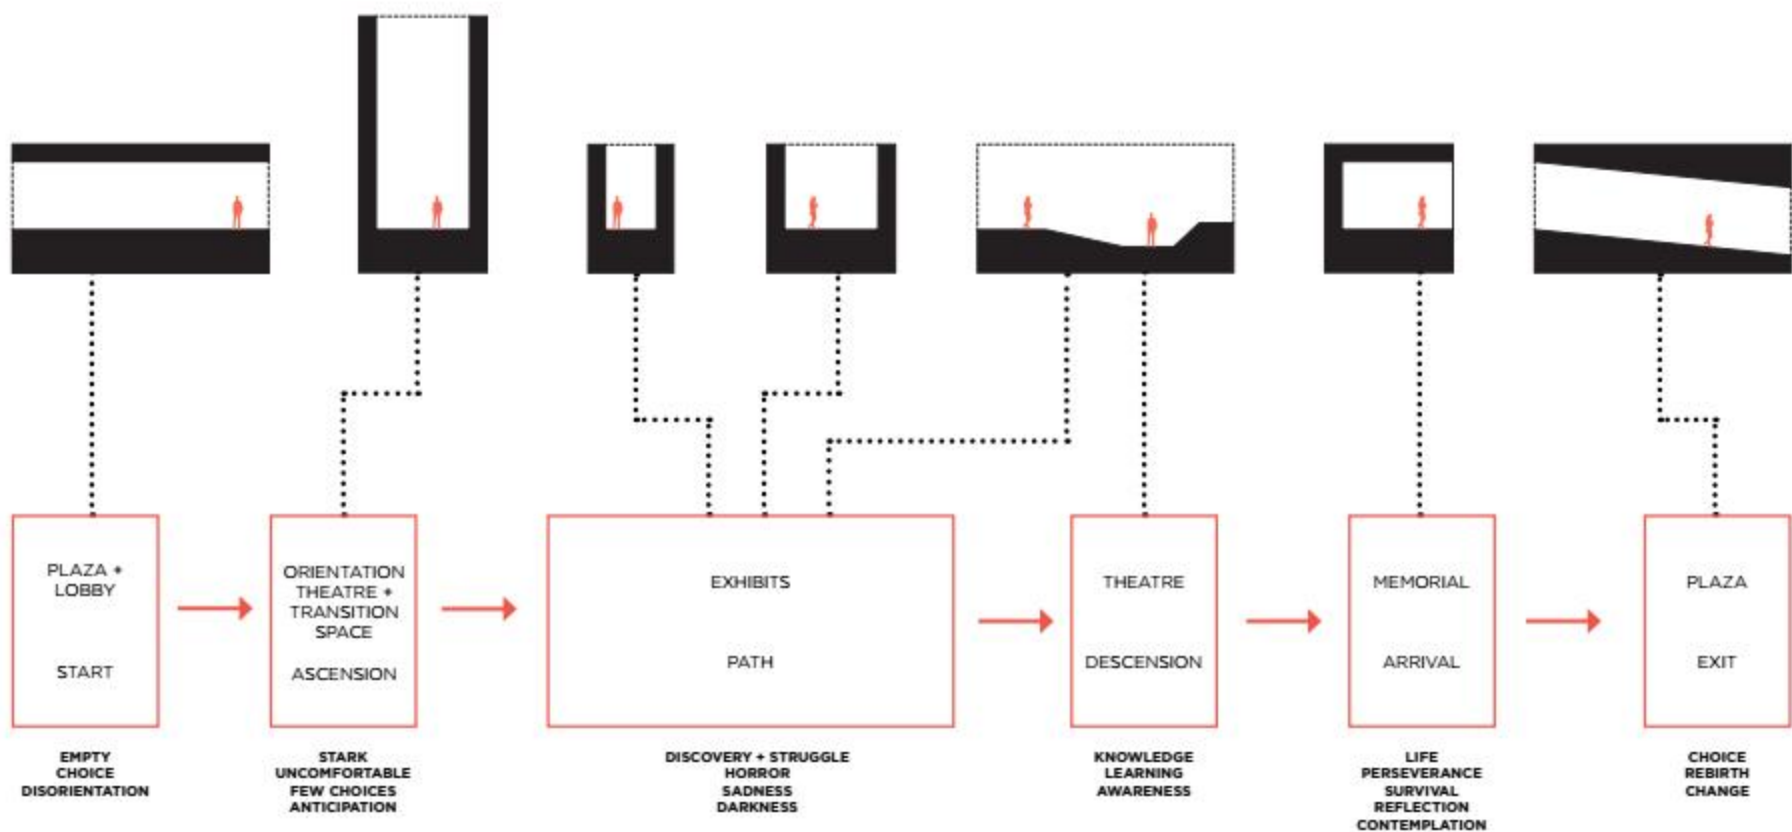 PLAZA +
LOBBY
START
ORIENTATION
THEATRE +
TRANSITION
SPACE
ASCENSION
EXHIBITS
PATH
THEATRE
DESCENSION
MEMORIAL
ARRIVAL
PLAZA
EXIT
EMPTY
CHOICE
DISORIENTATION
STARK
UNCOMFORTABLE
FEW CHOICES
ANTICIPATION
DISCOVERY + STRUGGLE
HORROR
SADNESS
DARKNESS
KNOWLEDGE
LEARNING
AWARENESS
LIFE
PERSEVERANCE
SURVIVAL
REFLECTION
CONTEMPLATION
CHOICE
REBIRTH
CHANGE